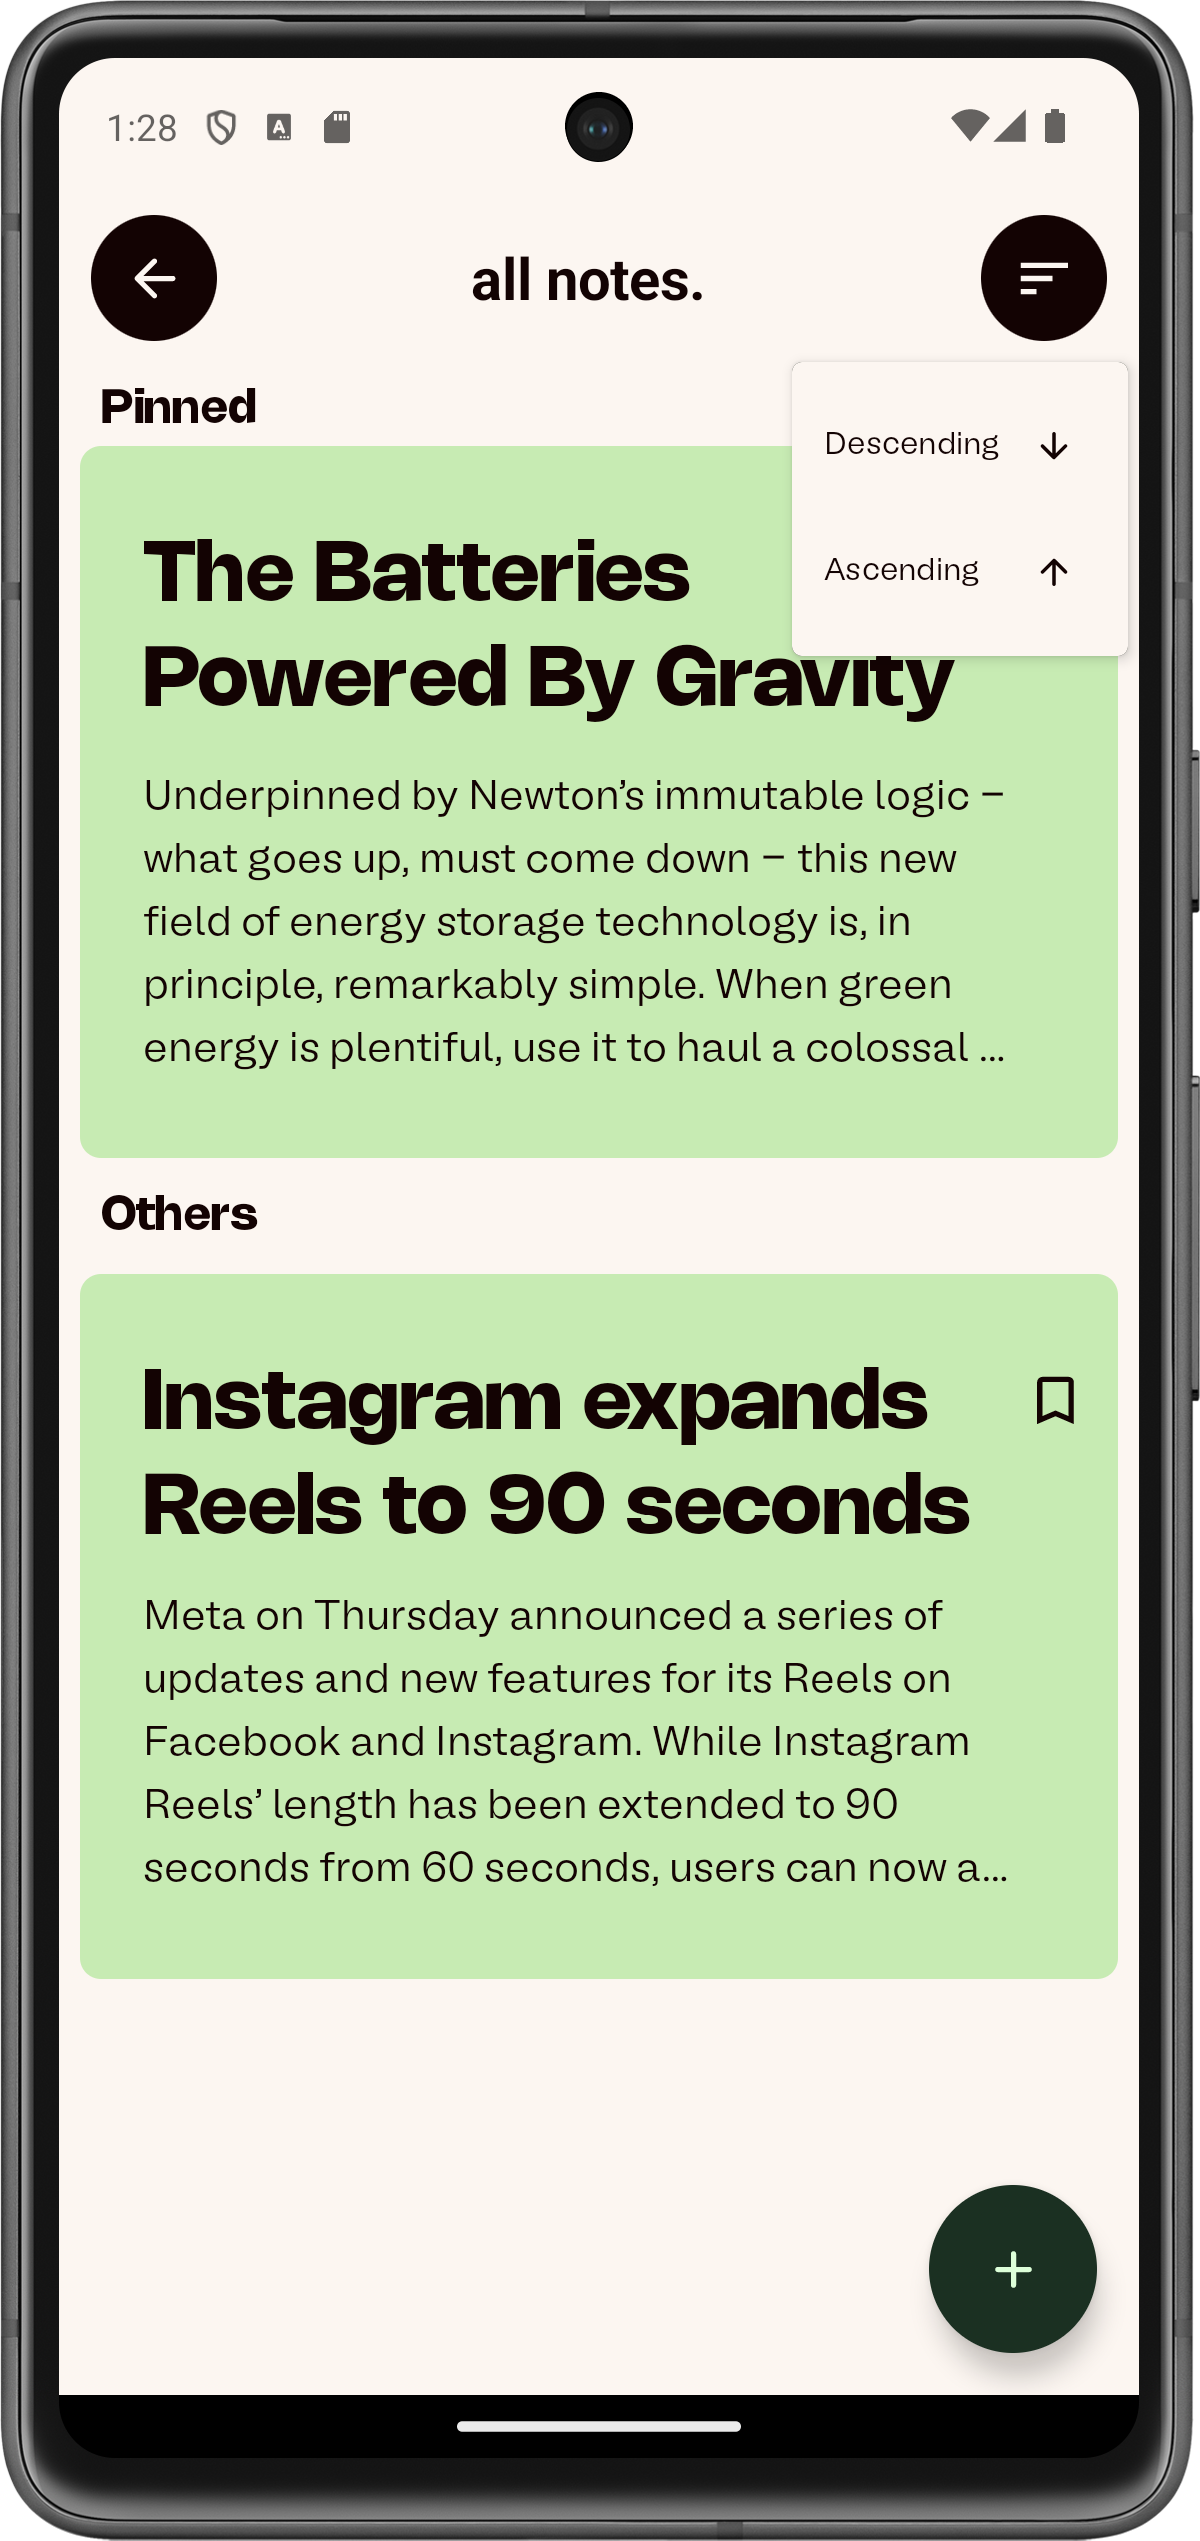 1:28
all notes.
Pinned
Descending
Ascending
The Batteries
Powered By Gravity
Underpinned by Newton’s immutable logic –
what goes up, must come down – this new
field of energy storage technology is, in
principle, remarkably simple. When green
energy is plentiful, use it to haul a colossal ...
Others
Instagram expands
Reels to 90 seconds
Meta on Thursday announced a series of
updates and new features for its Reels on
Facebook and Instagram. While Instagram
Reels’ length has been extended to 90
seconds from 60 seconds, users can now a...